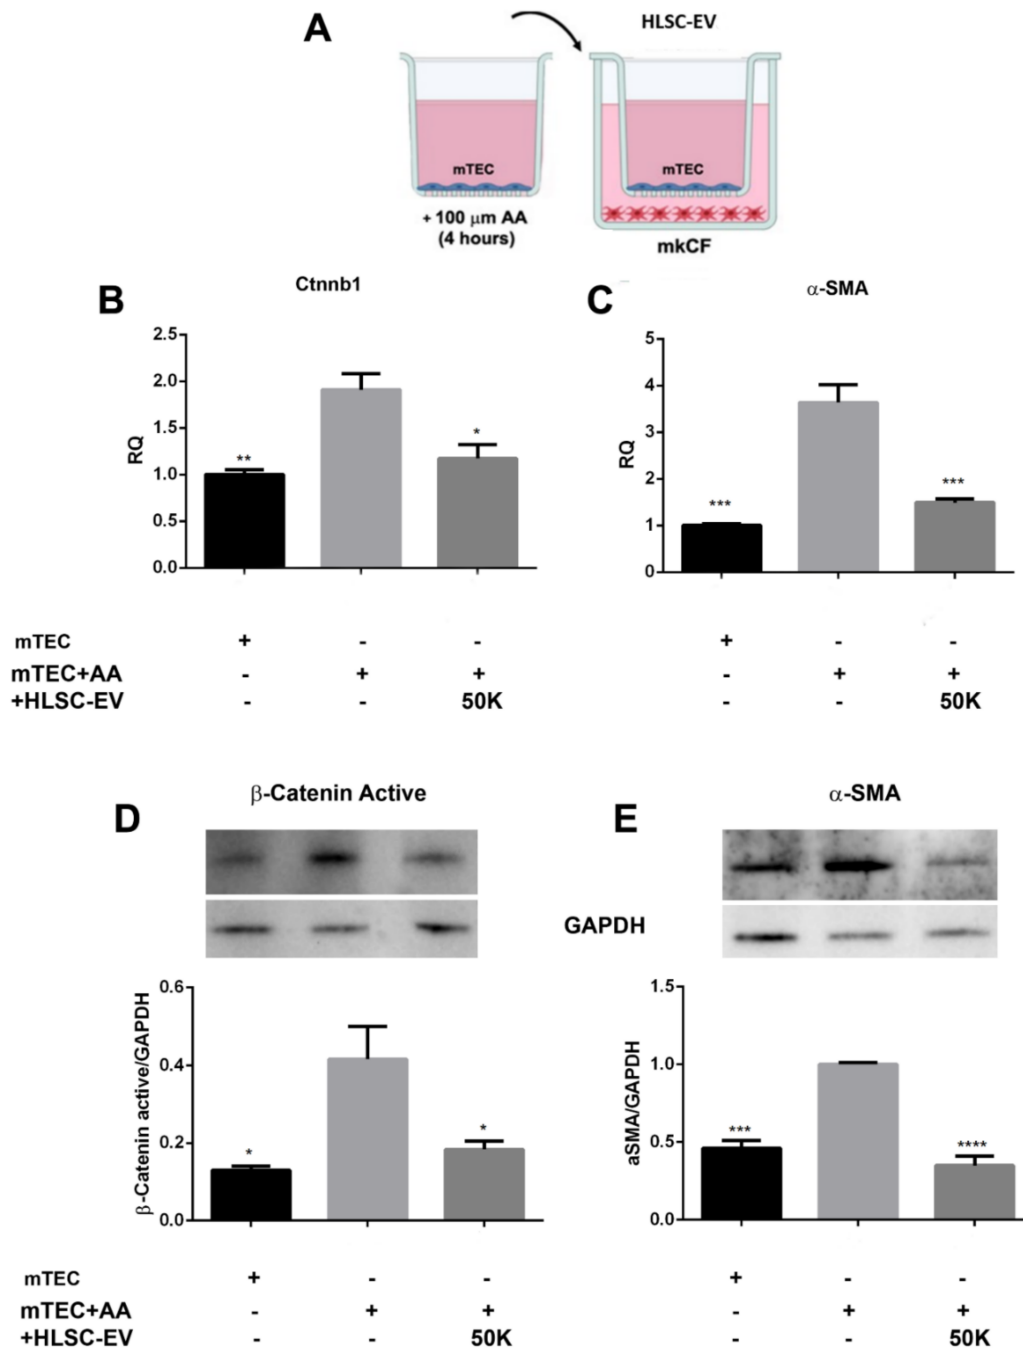 A
HLSC-EV
mTEC
mTEC
+ 100 μm AA
(4 hours)
mkCF
B
Ctnnb1
C
α-SMA
RQ
2.5
2.0
1.5
1.0
0.5
0.0
**
*
RQ
5
4
3
2
1
0
***
***
mTEC + - - + - -
mTEC+AA - + + - + +
+HLSC-EV - - 50K - - 50K
D
β-Catenin Active
E
α-SMA
GAPDH
β-Catenin active/GAPDH
0.6
0.4
0.2
0.0
*
*
aSMA/GAPDH
1.5
1.0
0.5
0.0
***
****
mTEC + - - + - -
mTEC+AA - + + - + +
+HLSC-EV - - 50K - - 50K